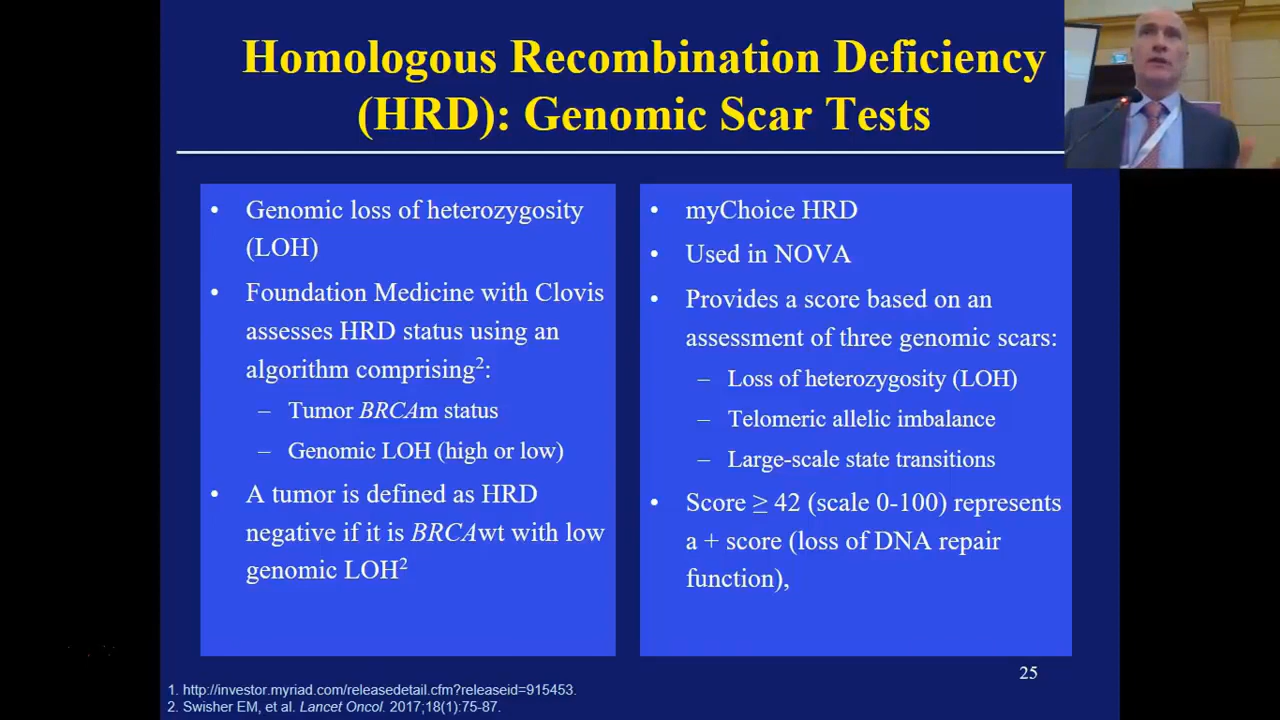 Homologous Recombination Deficiency
(HRD): Genomic Scar Tests
• Genomic loss of heterozygosity
(LOH)
• Foundation Medicine with Clovis
assesses HRD status using an
algorithm comprising²:
– Tumor BRCAm status
– Genomic LOH (high or low)
• A tumor is defined as HRD
negative if it is BRCAwt with low
genomic LOH²
• myChoice HRD
• Used in NOVA
• Provides a score based on an
assessment of three genomic scars:
– Loss of heterozygosity (LOH)
– Telomeric allelic imbalance
– Large-scale state transitions
• Score ≥ 42 (scale 0-100) represents
a + score (loss of DNA repair
function),
25
1. http://investor.myriad.com/releasedetail.cfm?releaseid=915453.
2. Swisher EM, et al. Lancet Oncol. 2017;18(1):75-87.